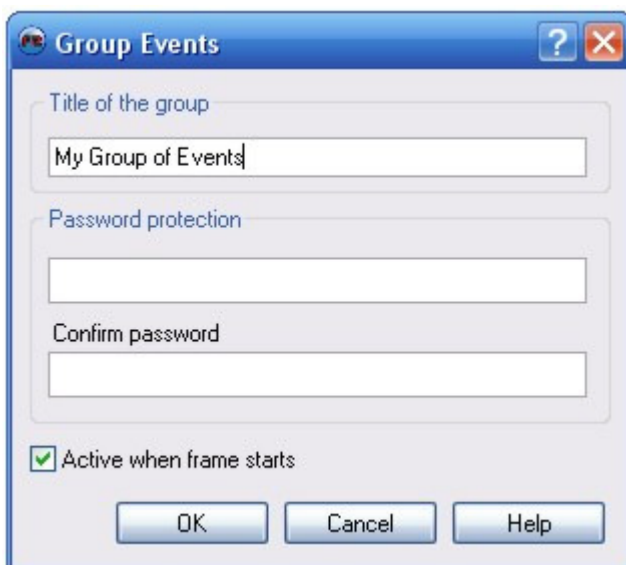 Group Events
?
Title of the group
My Group of Events
Password protection
Confirm password
Active when frame starts
OK Cancel Help